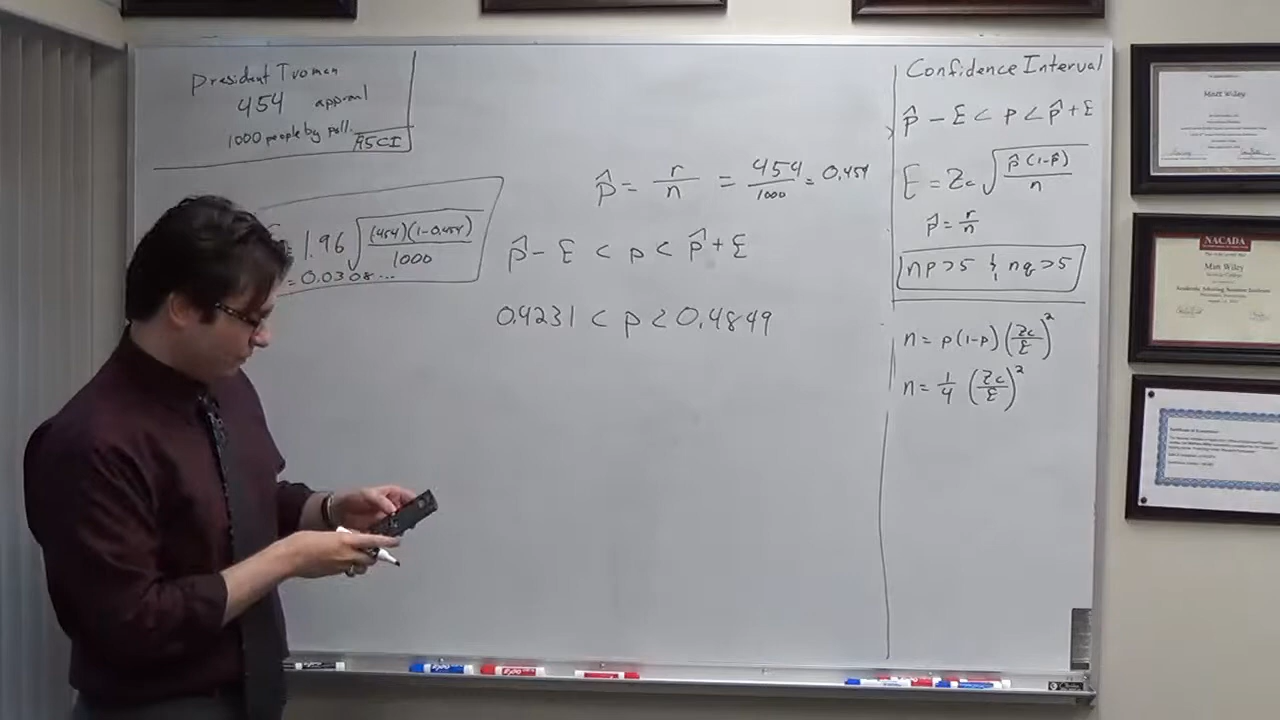 President Truman
454 approval
1000 people by poll.
95CI
= 1.96 √((454)(1-0.454)/1000)
= 0.0308...
p̂ = r/n = 454/1000 = 0.454
p̂ - E < p < p̂ + E
0.4231 < p < 0.4849
Confidence Interval
p̂ - E < p < p̂ + E
E = Zc √(p̂(1-p̂)/n)
p̂ = r/n
np > 5 & nq > 5
n = p(1-p) (Zc/E)²
n = 1/4 (Zc/E)²
Matt Wiley
NACADA
Matt Wiley